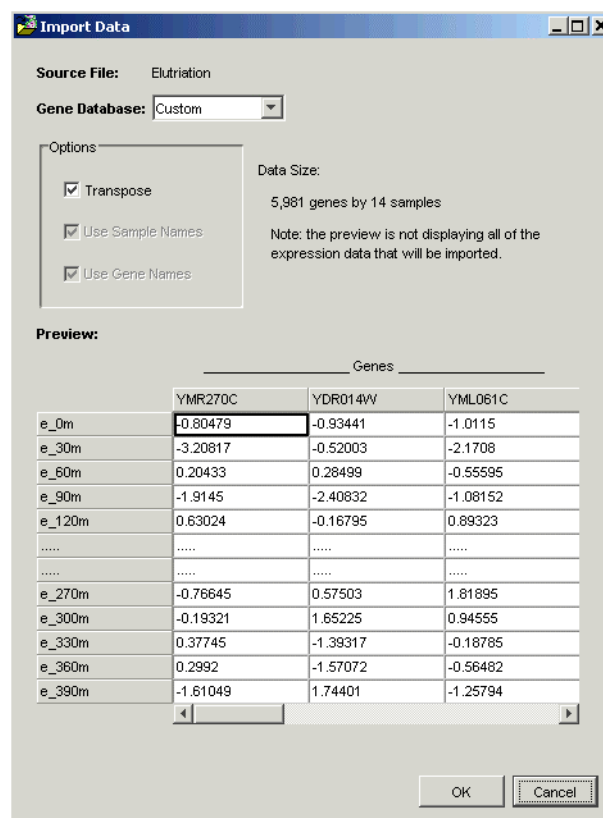 Import Data
Source File: Elutriation
Gene Database: Custom
Options
Transpose
Use Sample Names
Use Gene Names
Data Size:
5,981 genes by 14 samples
Note: the preview is not displaying all of the
expression data that will be imported.
Preview:
Genes
YMR270C YDR014W YML061C
e_0m -0.80479 -0.93441 -1.0115
e_30m -3.20817 -0.52003 -2.1708
e_60m 0.20433 0.28499 -0.55595
e_90m -1.9145 -2.40832 -1.08152
e_120m 0.63024 -0.16795 0.89323
..... ..... ..... .....
..... ..... ..... .....
e_270m -0.76645 0.57503 1.81895
e_300m -0.19321 1.65225 0.94555
e_330m 0.37745 -1.39317 -0.18785
e_360m 0.2992 -1.57072 -0.56482
e_390m -1.61049 1.74401 -1.25794
OK Cancel